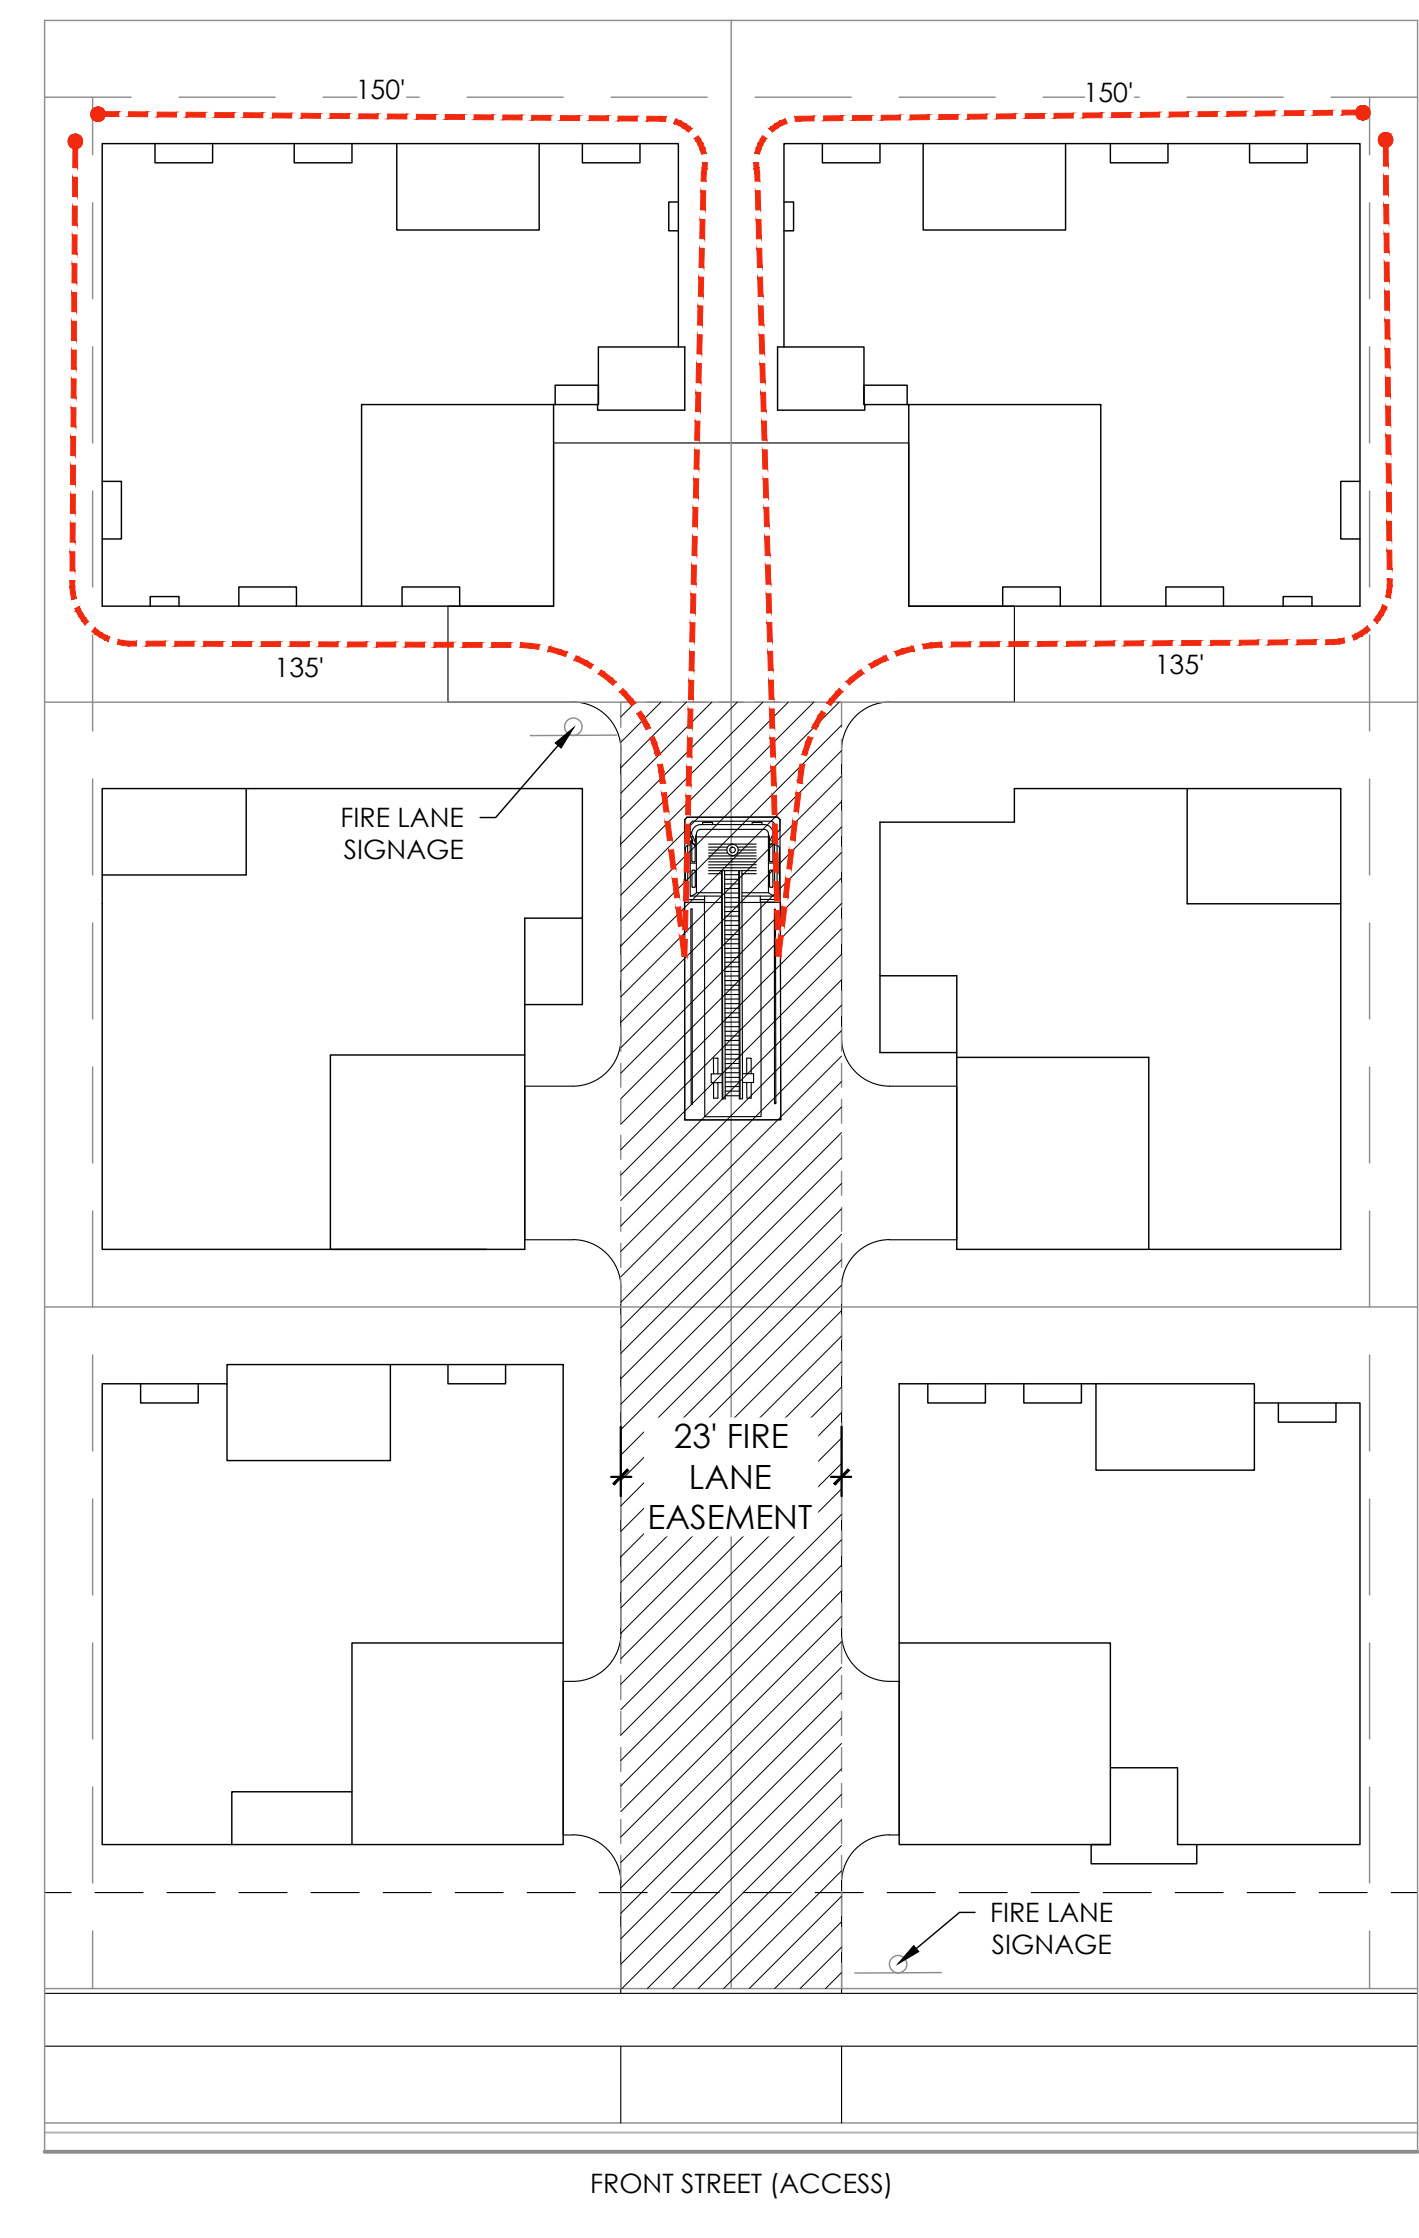 150'
150'
135'
135'
FIRE LANE
SIGNAGE
23' FIRE
LANE
EASEMENT
FIRE LANE
SIGNAGE
FRONT STREET (ACCESS)